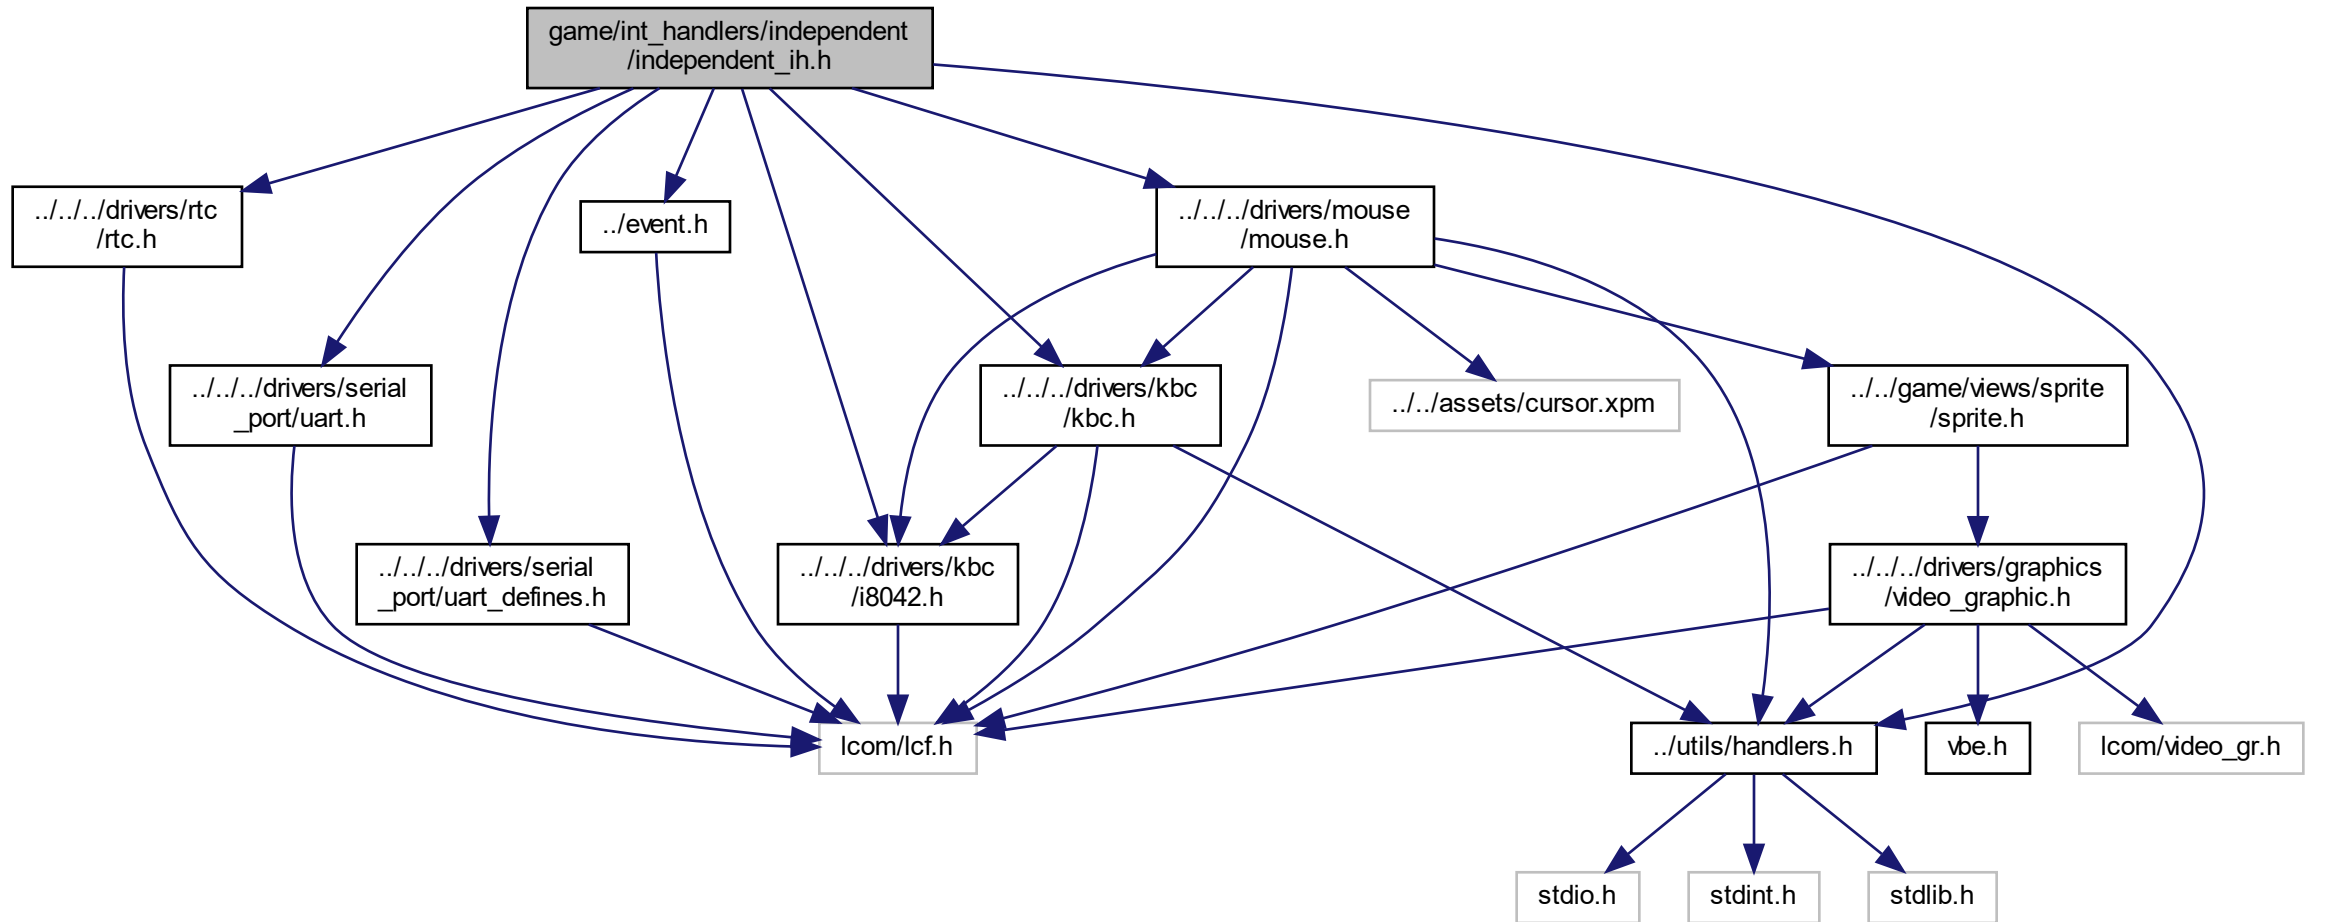 game/int_handlers/independent
/independent_ih.h
../../../drivers/rtc
/rtc.h
../event.h
../../../drivers/mouse
/mouse.h
../../../drivers/serial
_port/uart.h
../../../drivers/kbc
/kbc.h
../../assets/cursor.xpm
../../game/views/sprite
/sprite.h
../../../drivers/serial
_port/uart_defines.h
../../../drivers/kbc
/i8042.h
../../../drivers/graphics
/video_graphic.h
lcom/lcf.h
../utils/handlers.h
vbe.h
lcom/video_gr.h
stdio.h
stdint.h
stdlib.h